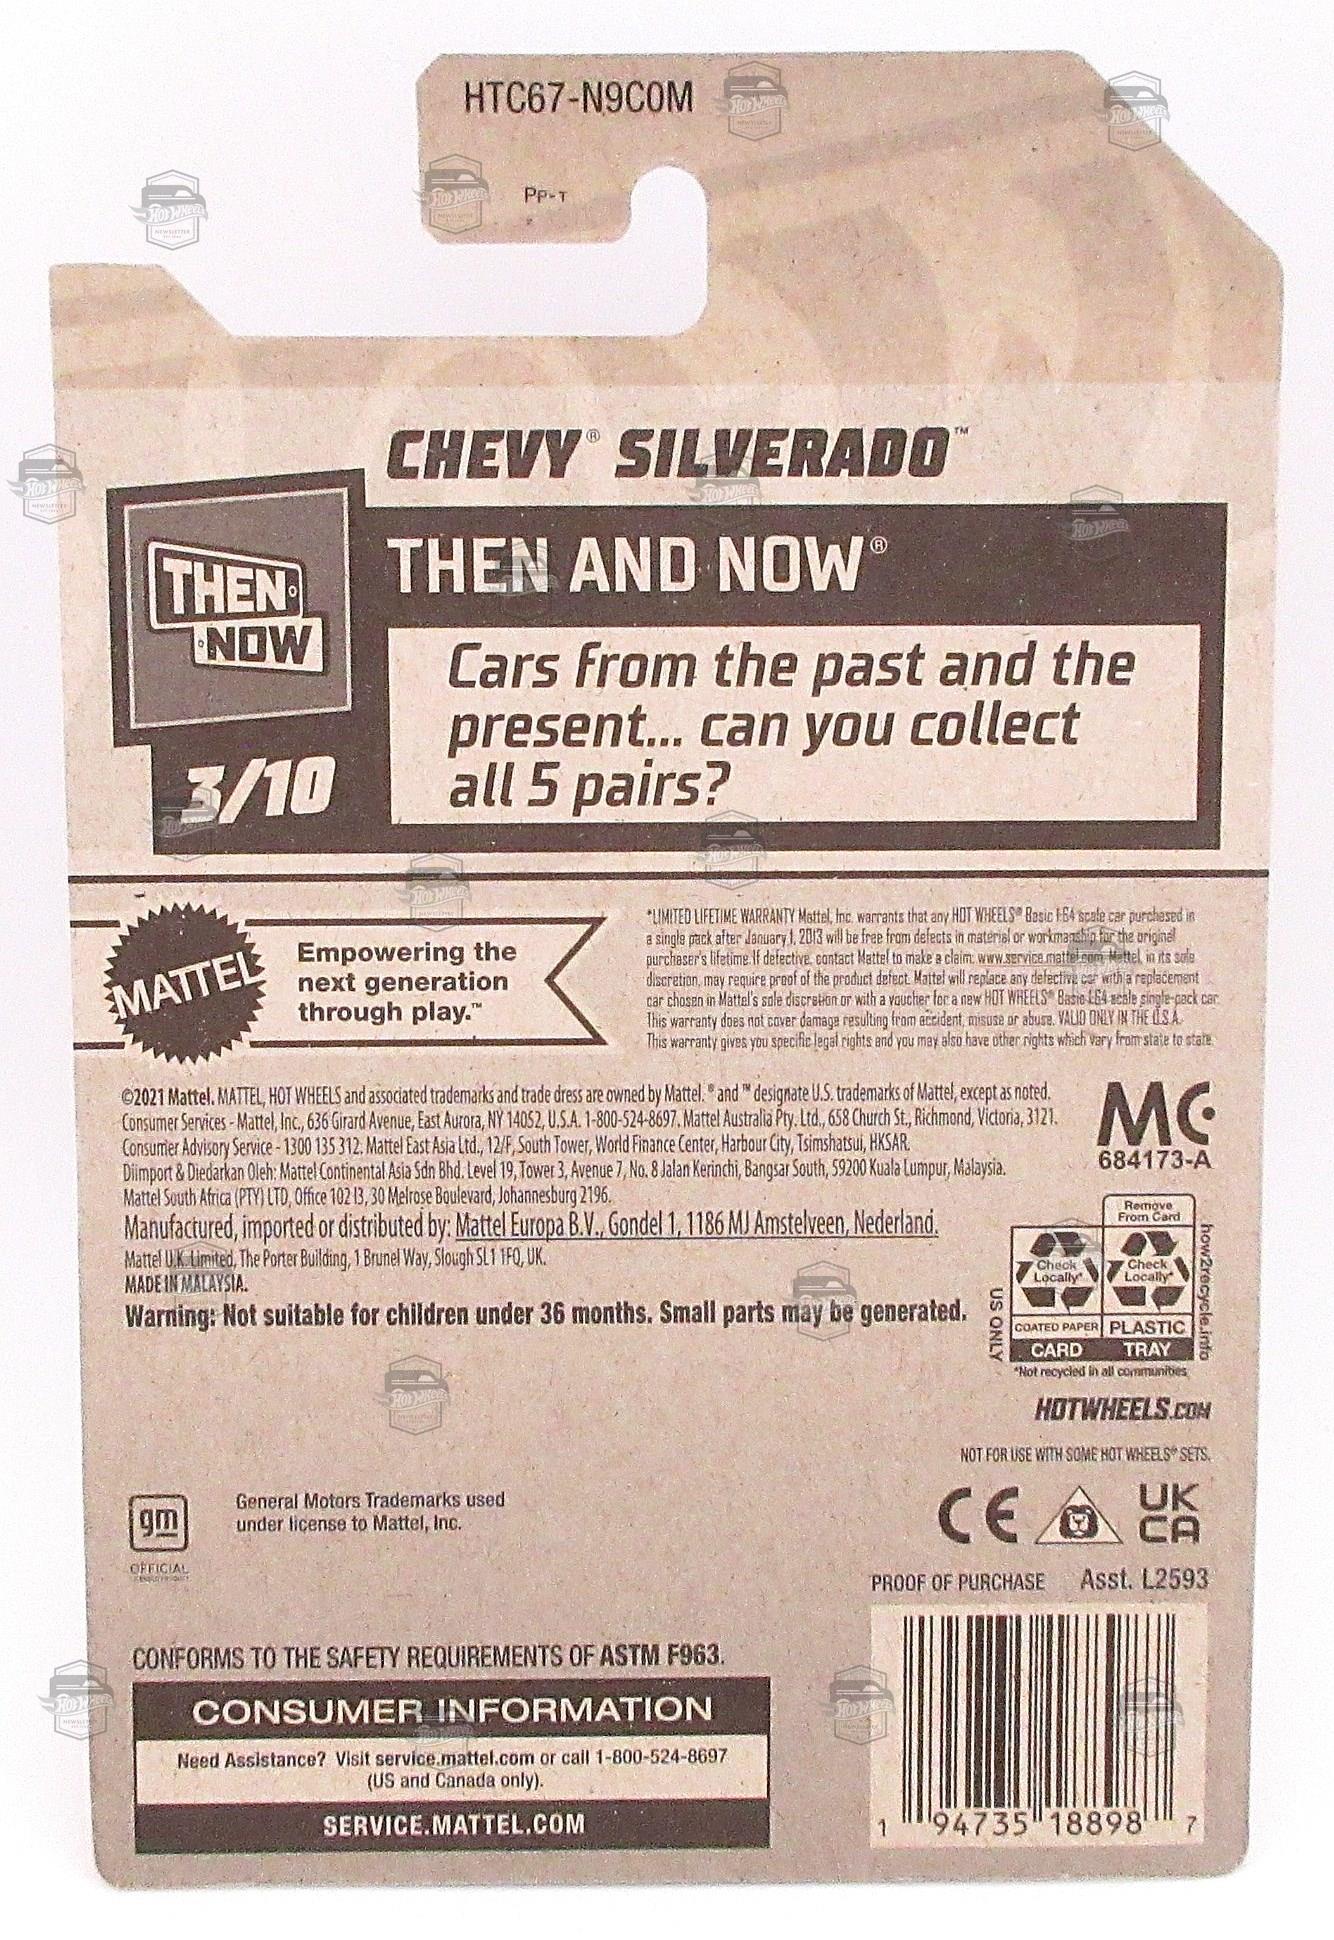 HTC67-N9C0M
PP-T
CHEVY® SILVERADO™
THEN AND NOW®
THEN
NOW
Cars from the past and the
present... can you collect
all 5 pairs?
3/10
MATTEL
Empowering the
next generation
through play.™
*LIMITED LIFETIME WARRANTY Mattel, Inc. warrants that any HOT WHEELS® Basic 1:64 scale car purchased in
a single pack after January 1, 2013 will be free from defects in material or workmanship for the original
purchaser's lifetime. If defective, contact Mattel to make a claim: www.service.mattel.com. Mattel, in its sole
discretion, may require proof of the product defect. Mattel will replace any defective car with a replacement
car chosen in Mattel's sole discretion or with a voucher for a new HOT WHEELS® Basic 1:64 scale single-pack car.
This warranty does not cover damage resulting from accident, misuse or abuse. VALID ONLY IN THE U.S.A.
This warranty gives you specific legal rights and you may also have other rights which vary from state to state.
©2021 Mattel. MATTEL, HOT WHEELS and associated trademarks and trade dress are owned by Mattel. ® and ™ designate U.S. trademarks of Mattel, except as noted.
Consumer Services - Mattel, Inc., 636 Girard Avenue, East Aurora, NY 14052, U.S.A. 1-800-524-8697. Mattel Australia Pty. Ltd., 658 Church St., Richmond, Victoria, 3121.
Consumer Advisory Service - 1300 135 312. Mattel East Asia Ltd., 12/F, South Tower, World Finance Center, Harbour City, Tsimshatsui, HKSAR.
Diimport & Diedarkan Oleh: Mattel Continental Asia Sdn Bhd. Level 19, Tower 3, Avenue 7, No. 8 Jalan Kerinchi, Bangsar South, 59200 Kuala Lumpur, Malaysia.
Mattel South Africa (PTY) LTD, Office 102 I3, 30 Melrose Boulevard, Johannesburg 2196.
Manufactured, imported or distributed by: Mattel Europa B.V., Gondel 1, 1186 MJ Amstelveen, Nederland.
Mattel U.K. Limited, The Porter Building, 1 Brunel Way, Slough SL1 1FQ, UK.
MADE IN MALAYSIA.
Warning: Not suitable for children under 36 months. Small parts may be generated.
MC
684173-A
Remove
From Card
Check
Locally*
Check
Locally*
COATED PAPER
PLASTIC
CARD
TRAY
US ONLY
how2recycle.info
*Not recycled in all communities
HOTWHEELS.COM
NOT FOR USE WITH SOME HOT WHEELS® SETS.
gm
OFFICIAL
General Motors Trademarks used
under license to Mattel, Inc.
CE
UK
CA
PROOF OF PURCHASE Asst. L2593
CONFORMS TO THE SAFETY REQUIREMENTS OF ASTM F963.
CONSUMER INFORMATION
Need Assistance? Visit service.mattel.com or call 1-800-524-8697
(US and Canada only).
SERVICE.MATTEL.COM
1 94735 18898 7
HOT WHEELS
NEWSLETTER